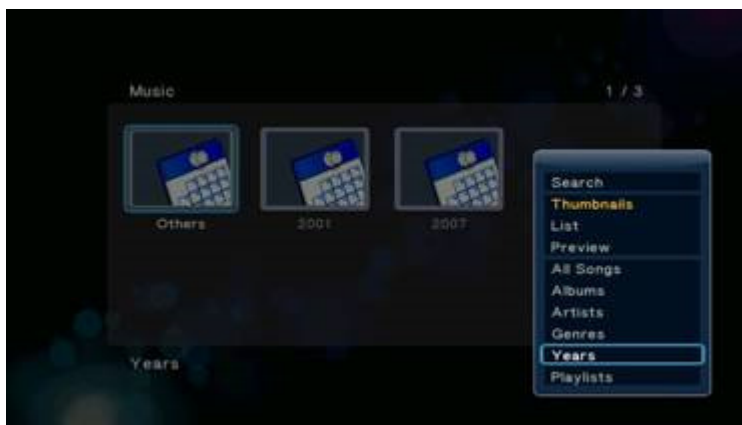 Music 1 / 3
Others 2001 2007
Search
Thumbnails
List
Preview
All Songs
Albums
Artists
Genres
Years
Playlists
Years